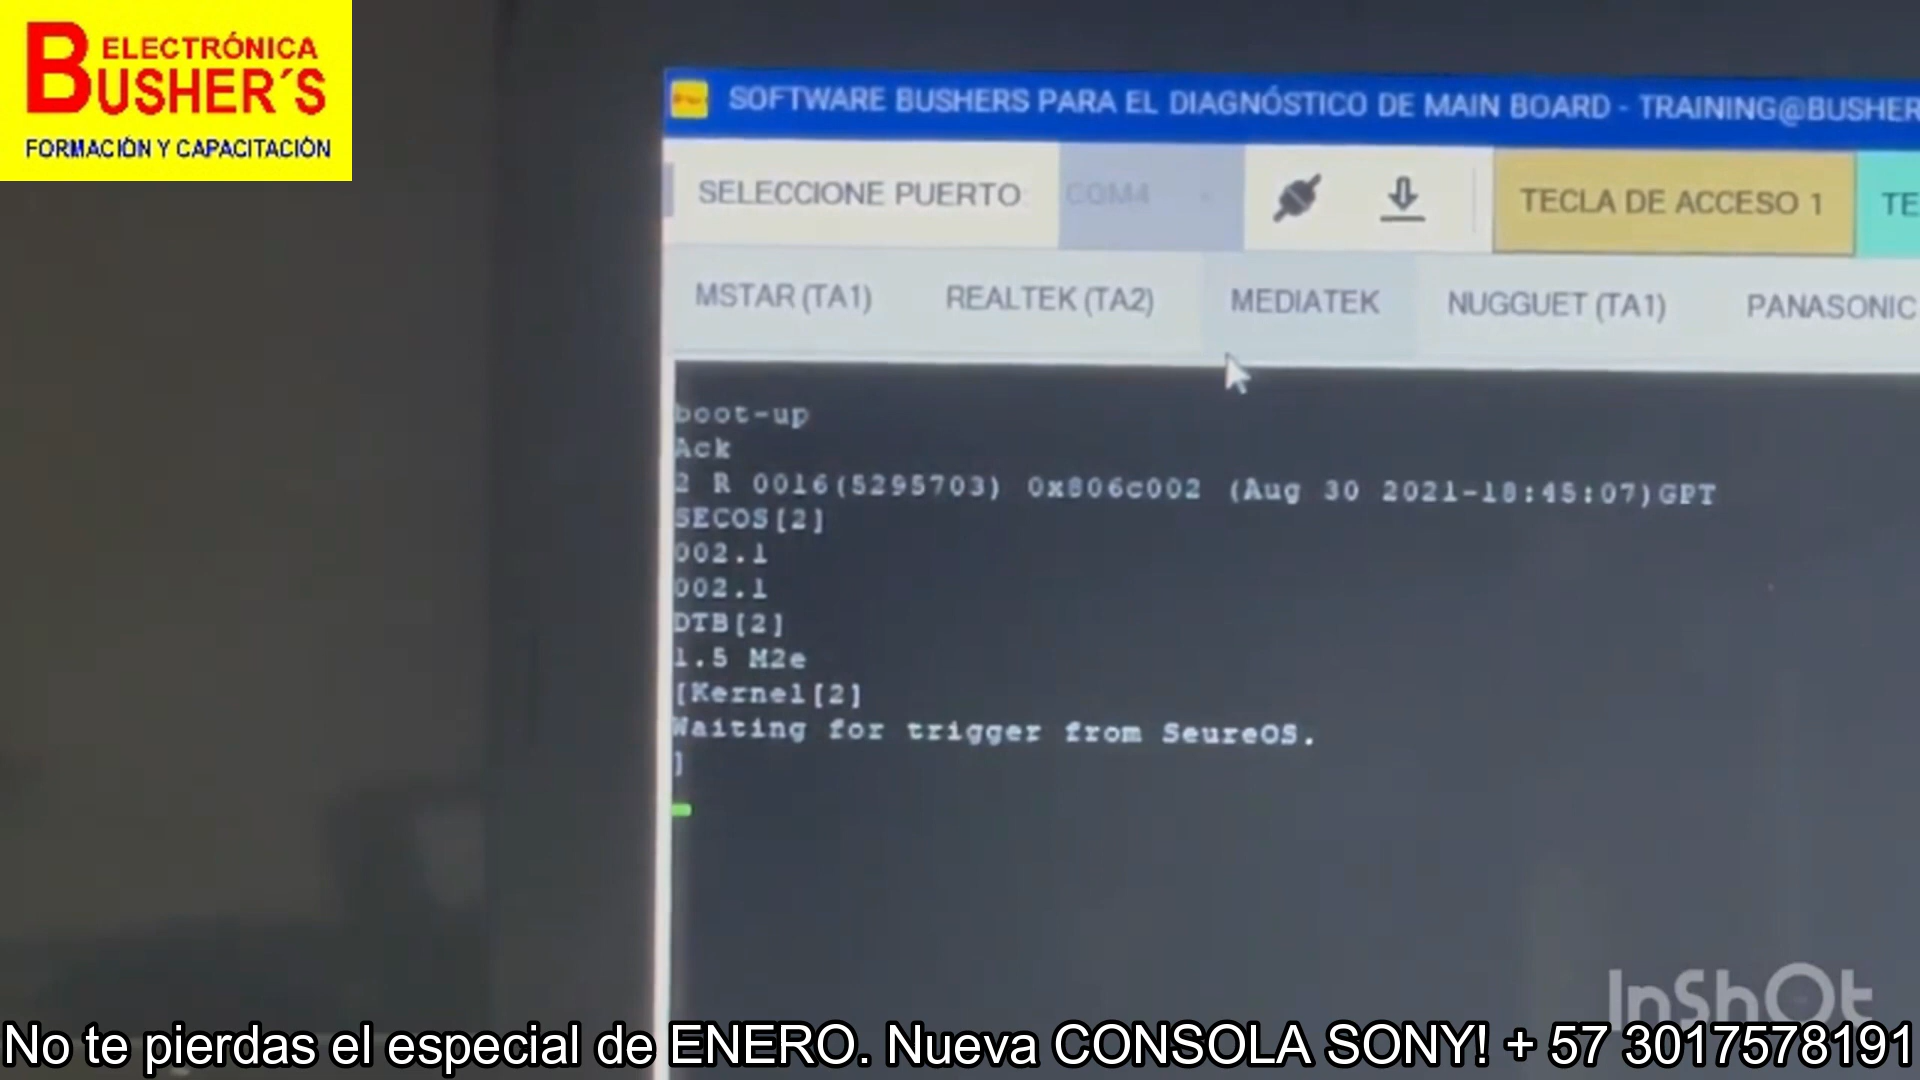 ELECTRÓNICA
BUSHER´S
FORMACIÓN Y CAPACITACIÓN
SOFTWARE BUSHERS PARA EL DIAGNÓSTICO DE MAIN BOARD - TRAINING@BUSHER
SELECCIONE PUERTO: COM4 TECLA DE ACCESO 1 TE
MSTAR (TA1) REALTEK (TA2) MEDIATEK NUGGUET (TA1) PANASONIC
boot-up
Ack
2 R 0016(5295703) 0x806c002 (Aug 30 2021-18:45:07)GPT
SECOS[2]
002.1
002.1
DTB[2]
1.5 M2e
[Kernel[2]
Waiting for trigger from SeureOS.
]
InShOt
No te pierdas el especial de ENERO. Nueva CONSOLA SONY! + 57 3017578191